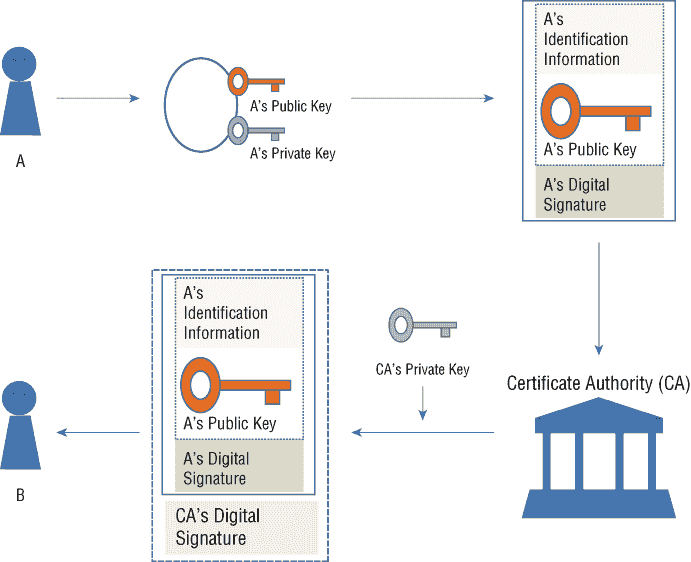 A
A's Public Key
A's Private Key
A's
Identification
Information
A's Public Key
A's Digital
Signature
Certificate Authority (CA)
CA's Private Key
A's
Identification
Information
A's Public Key
A's Digital
Signature
CA's Digital
Signature
B